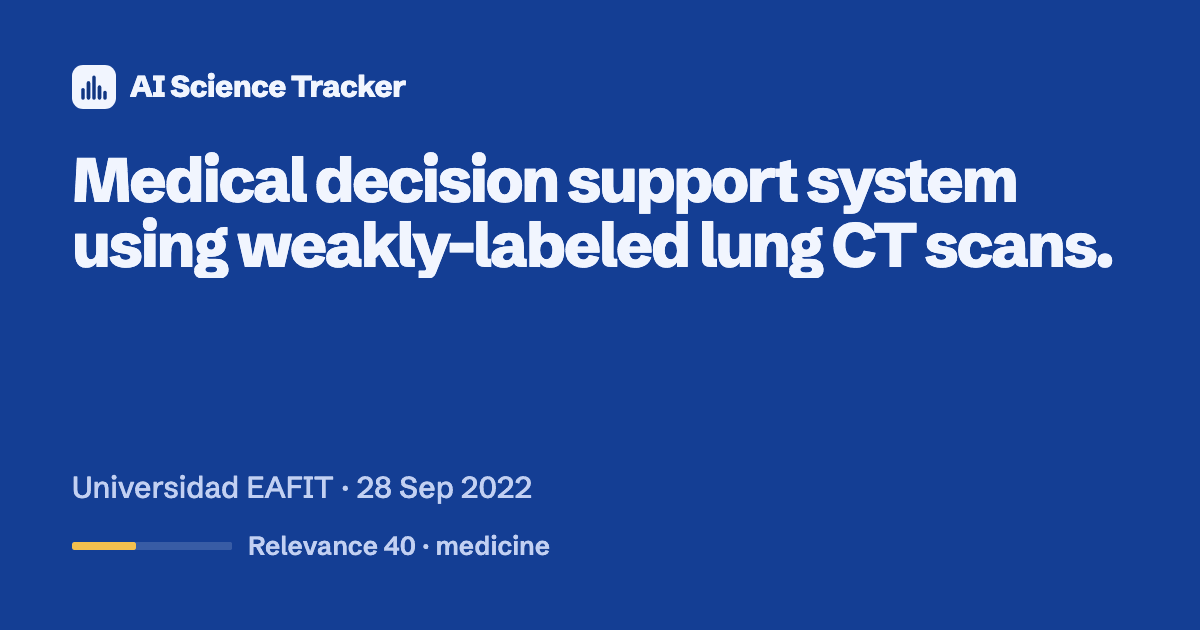 AI Science Tracker
Medical decision support system
using weakly-labeled lung CT scans.
Universidad EAFIT · 28 Sep 2022
Relevance 40 · medicine